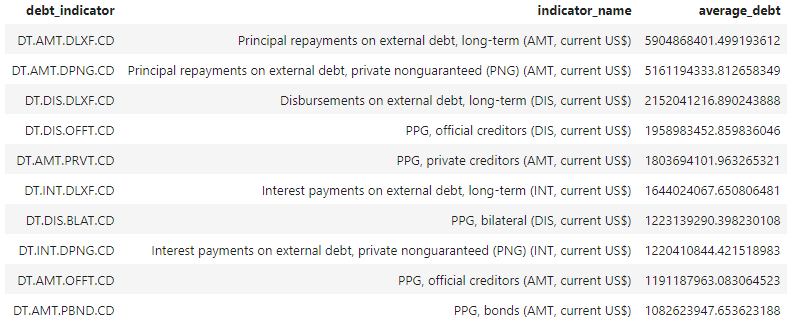 debt_indicator indicator_name average_debt
DT.AMT.DLXF.CD Principal repayments on external debt, long-term (AMT, current US$) 5904868401.499193612
DT.AMT.DPNG.CD Principal repayments on external debt, private nonguaranteed (PNG) (AMT, current US$) 5161194333.812658349
DT.DIS.DLXF.CD Disbursements on external debt, long-term (DIS, current US$) 2152041216.890243888
DT.DIS.OFFT.CD PPG, official creditors (DIS, current US$) 1958983452.859836046
DT.AMT.PRVT.CD PPG, private creditors (AMT, current US$) 1803694101.963265321
DT.INT.DLXF.CD Interest payments on external debt, long-term (INT, current US$) 1644024067.650806481
DT.DIS.BLAT.CD PPG, bilateral (DIS, current US$) 1223139290.398230108
DT.INT.DPNG.CD Interest payments on external debt, private nonguaranteed (PNG) (INT, current US$) 1220410844.421518983
DT.AMT.OFFT.CD PPG, official creditors (AMT, current US$) 1191187963.083064523
DT.AMT.PBND.CD PPG, bonds (AMT, current US$) 1082623947.653623188